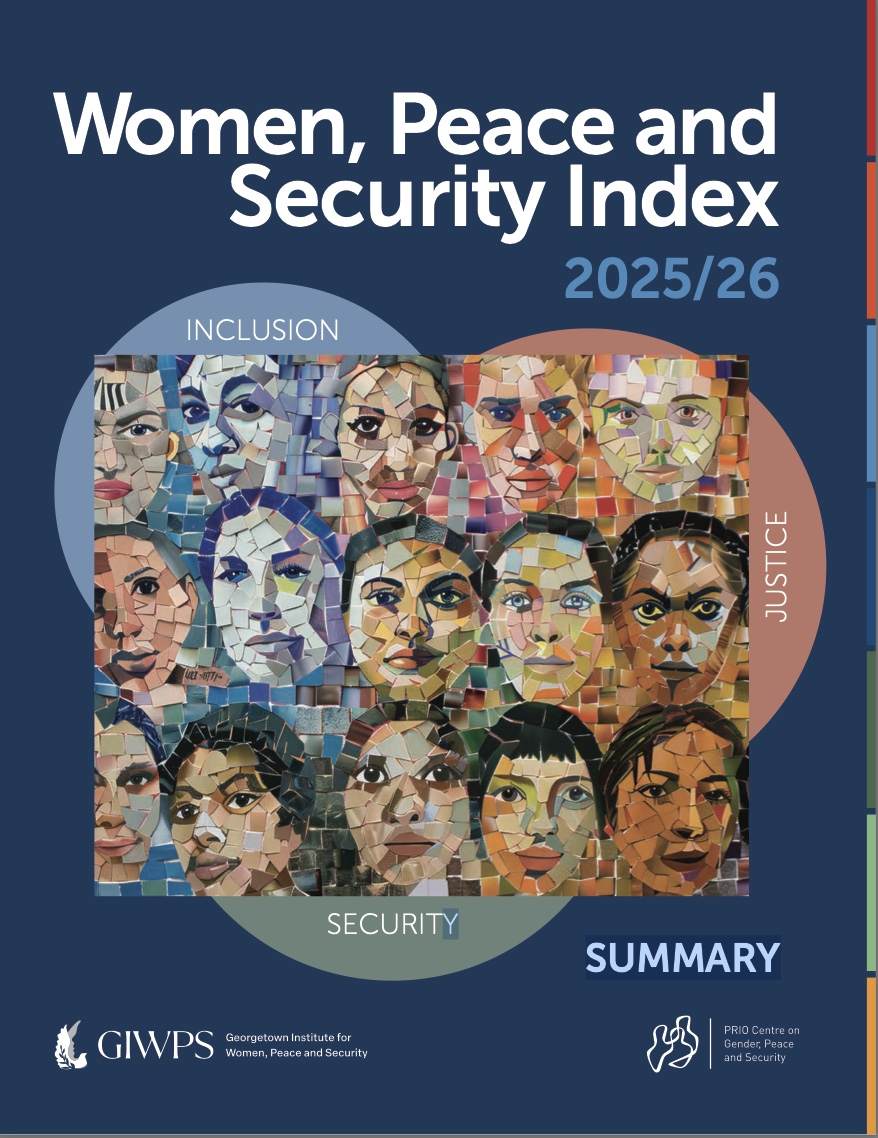 Women, Peace and
Security Index
2025/26
INCLUSION
JUSTICE
SECURITY
SUMMARY
GIWPS
Georgetown Institute for
Women, Peace and Security
PRIO Centre on
Gender, Peace
and Security